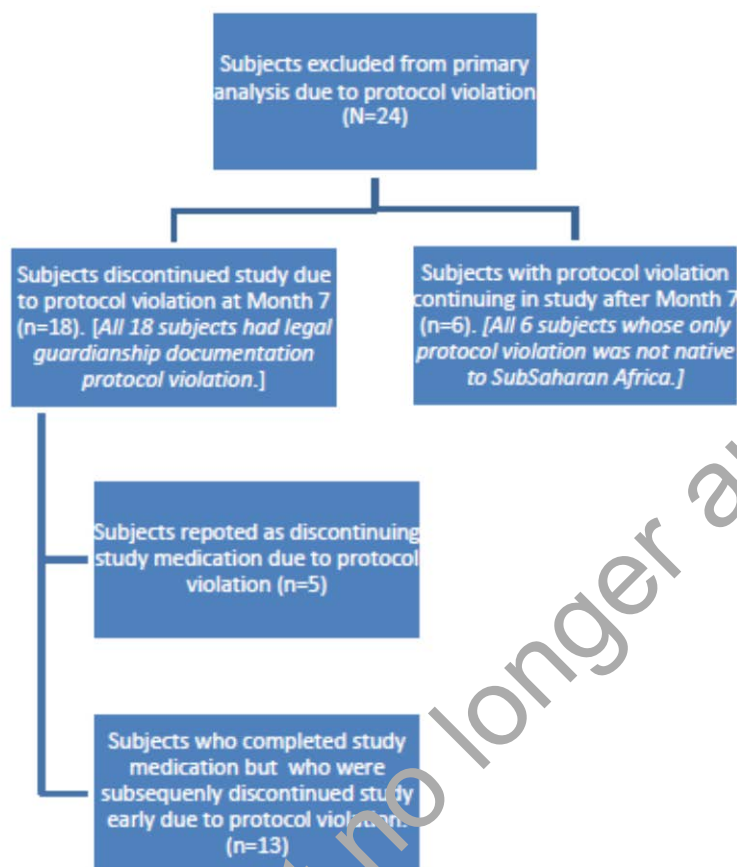 Subjects excluded from primary
analysis due to protocol violation
(N=24)
Subjects discontinued study due
to protocol violation at Month 7
(n=18). [All 18 subjects had legal
guardianship documentation
protocol violation.]
Subjects with protocol violation
continuing in study after Month 7
(n=6). [All 6 subjects whose only
protocol violation was not native
to SubSaharan Africa.]
Subjects repoted as discontinuing
study medication due to protocol
violation (n=5)
Subjects who completed study
medication but who were
subsequenly discontinued study
early due to protocol violation.
(n=13)
no longer